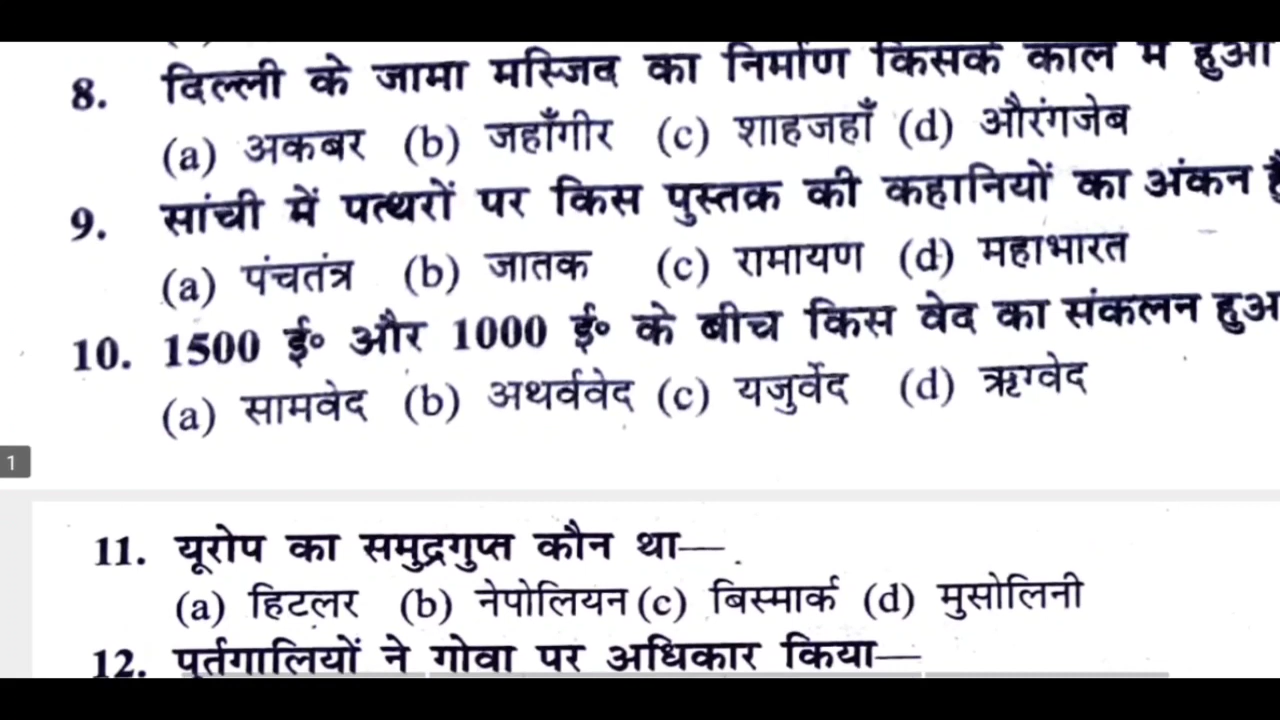 8. दिल्ली के जामा मस्जिद का निर्माण किसके काल में हुआ
(a) अकबर (b) जहाँगीर (c) शाहजहाँ (d) औरंगजेब
9. सांची में पत्थरों पर किस पुस्तक की कहानियों का अंकन है
(a) पंचतंत्र (b) जातक (c) रामायण (d) महाभारत
10. 1500 ई० और 1000 ई० के बीच किस वेद का संकलन हुअ
(a) सामवेद (b) अथर्ववेद (c) यजुर्वेद (d) ऋग्वेद
1
11. यूरोप का समुद्रगुप्त कौन था—
(a) हिटलर (b) नेपोलियन (c) बिस्मार्क (d) मुसोलिनी
12. पुर्तगालियों ने गोवा पर अधिकार किया—